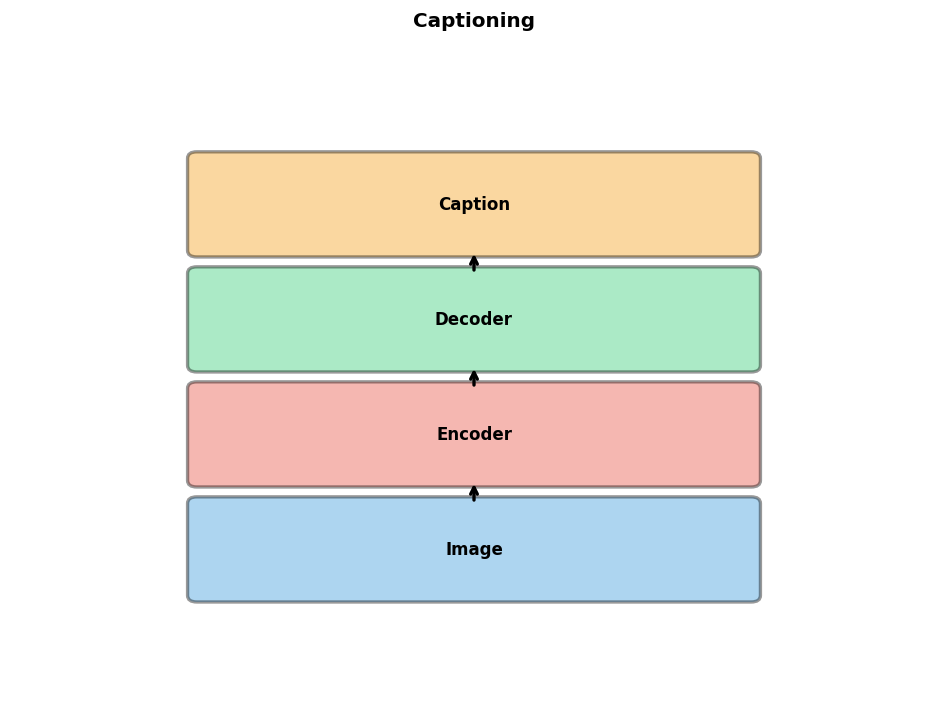 Captioning
Caption
Decoder
Encoder
Image